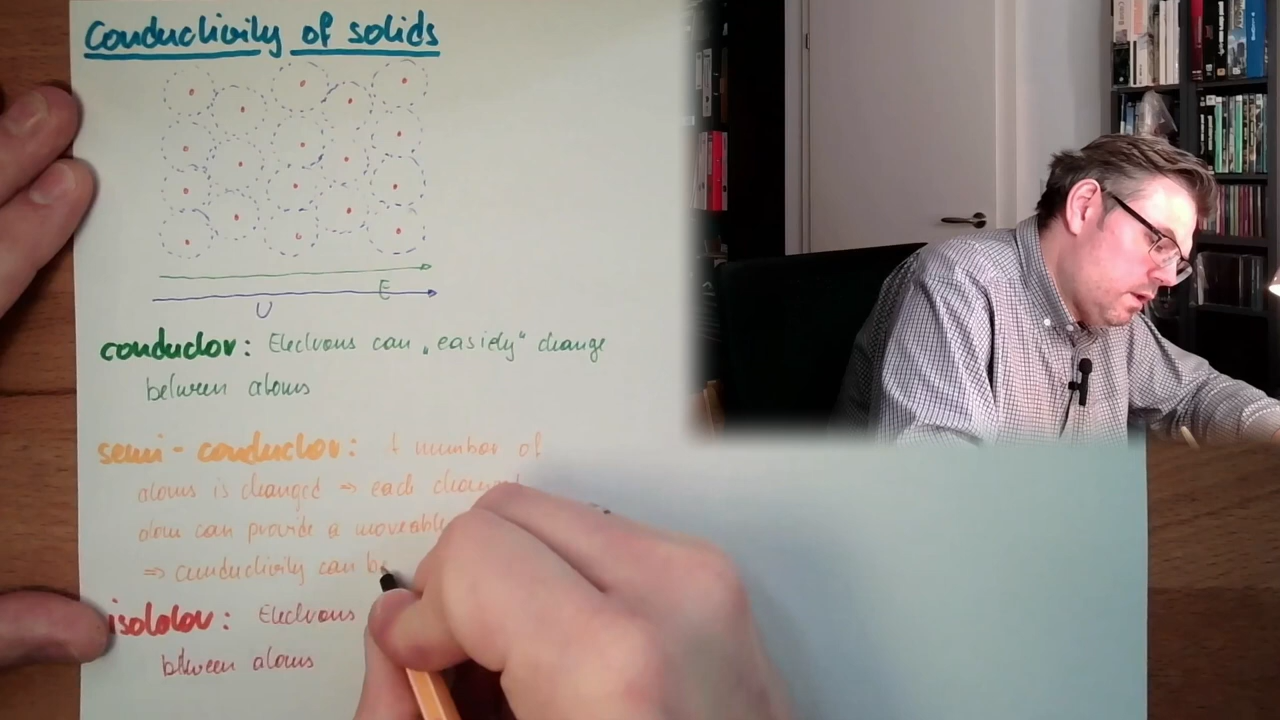 Conductivity of solids
E
U
conductor: Electrons can „easiely" change
between atoms
semi-conductor: A number of
atoms is changed ⇒ each changed
atom can provide a moveable
⇒ conductivity can be
isolator: Electrons
between atoms